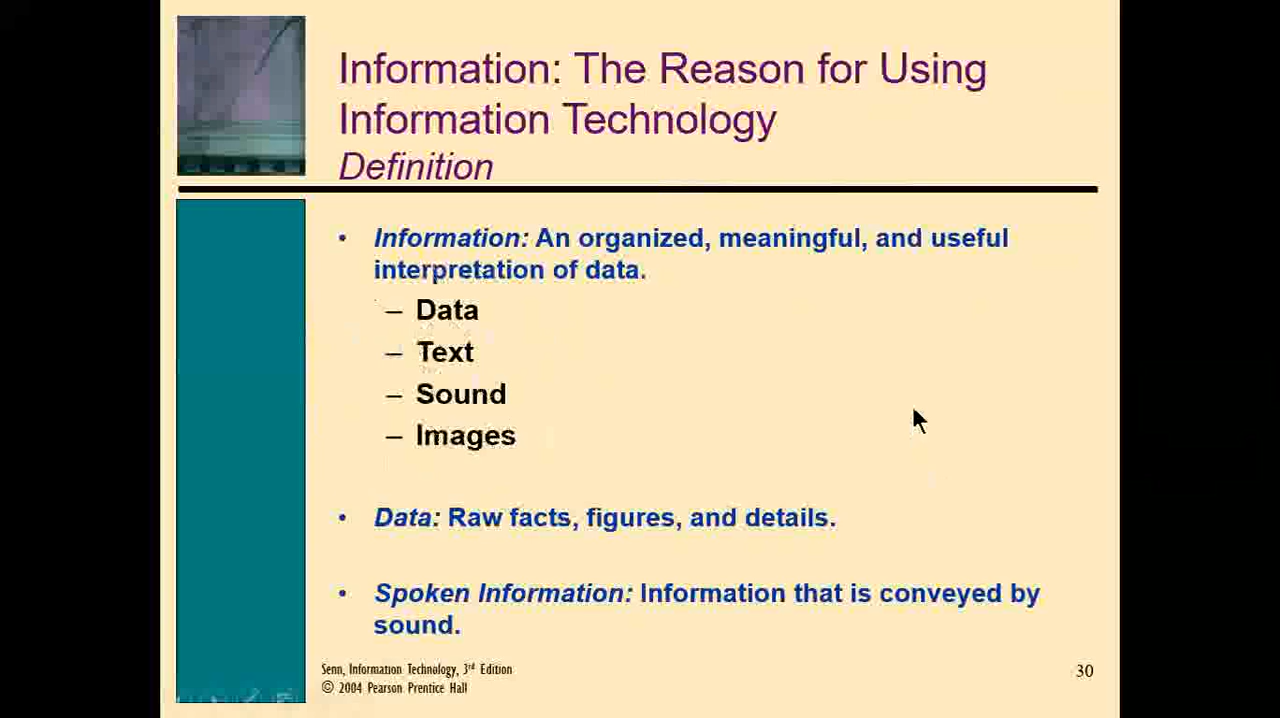 Information: The Reason for Using
Information Technology
Definition
• Information: An organized, meaningful, and useful
interpretation of data.
– Data
– Text
– Sound
– Images
• Data: Raw facts, figures, and details.
• Spoken Information: Information that is conveyed by
sound.
Senn, Information Technology, 3rd Edition
© 2004 Pearson Prentice Hall
30